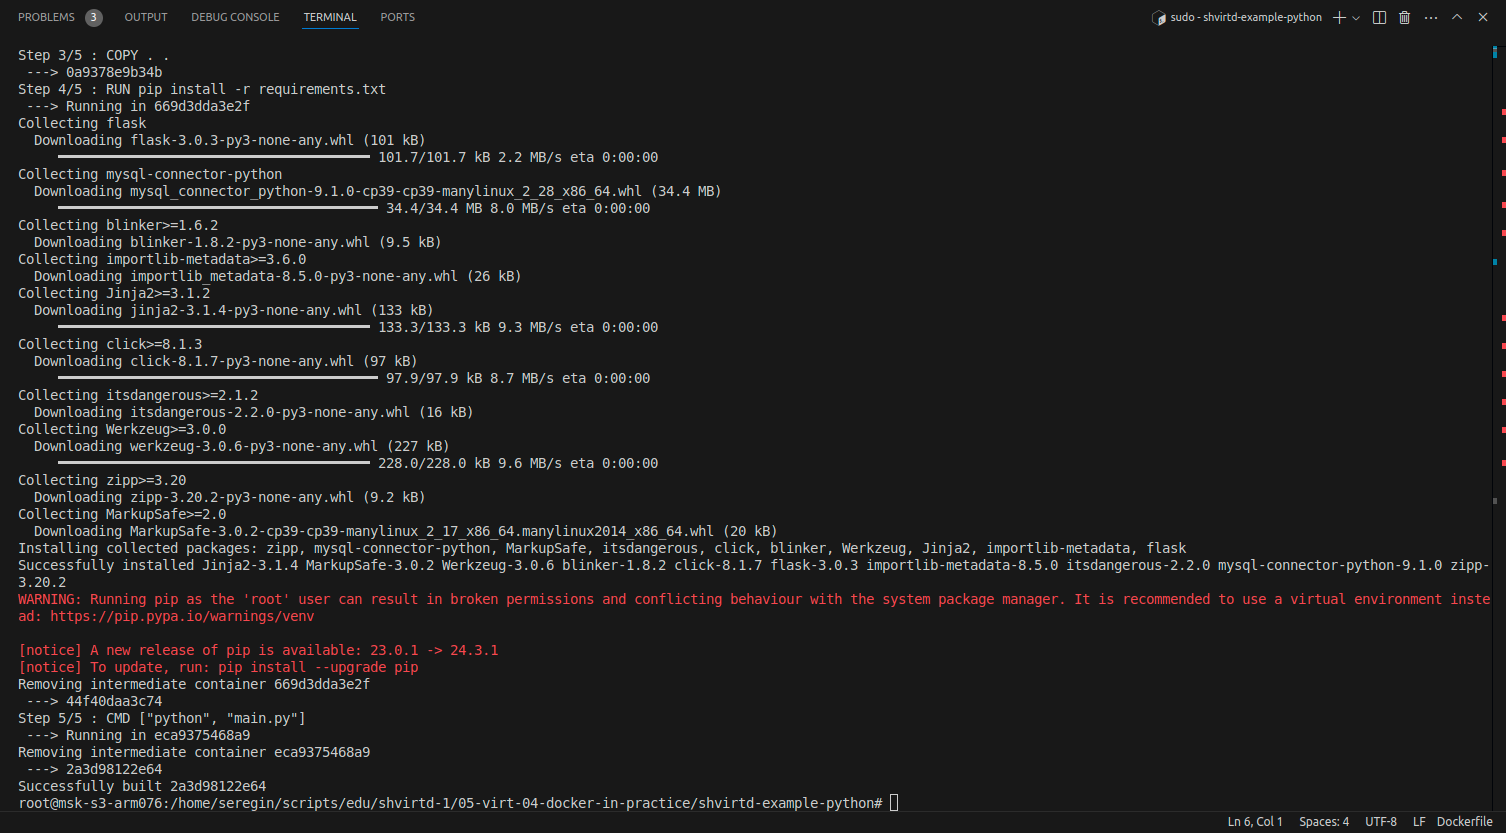 PROBLEMS 3 OUTPUT DEBUG CONSOLE TERMINAL PORTS sudo - shvirtd-example-python
Step 3/5 : COPY . .
 ---> 0a9378e9b34b
Step 4/5 : RUN pip install -r requirements.txt
 ---> Running in 669d3dda3e2f
Collecting flask
  Downloading flask-3.0.3-py3-none-any.whl (101 kB)
     101.7/101.7 kB 2.2 MB/s eta 0:00:00
Collecting mysql-connector-python
  Downloading mysql_connector_python-9.1.0-cp39-cp39-manylinux_2_28_x86_64.whl (34.4 MB)
     34.4/34.4 MB 8.0 MB/s eta 0:00:00
Collecting blinker>=1.6.2
  Downloading blinker-1.8.2-py3-none-any.whl (9.5 kB)
Collecting importlib-metadata>=3.6.0
  Downloading importlib_metadata-8.5.0-py3-none-any.whl (26 kB)
Collecting Jinja2>=3.1.2
  Downloading jinja2-3.1.4-py3-none-any.whl (133 kB)
     133.3/133.3 kB 9.3 MB/s eta 0:00:00
Collecting click>=8.1.3
  Downloading click-8.1.7-py3-none-any.whl (97 kB)
     97.9/97.9 kB 8.7 MB/s eta 0:00:00
Collecting itsdangerous>=2.1.2
  Downloading itsdangerous-2.2.0-py3-none-any.whl (16 kB)
Collecting Werkzeug>=3.0.0
  Downloading werkzeug-3.0.6-py3-none-any.whl (227 kB)
     228.0/228.0 kB 9.6 MB/s eta 0:00:00
Collecting zipp>=3.20
  Downloading zipp-3.20.2-py3-none-any.whl (9.2 kB)
Collecting MarkupSafe>=2.0
  Downloading MarkupSafe-3.0.2-cp39-cp39-manylinux_2_17_x86_64.manylinux2014_x86_64.whl (20 kB)
Installing collected packages: zipp, mysql-connector-python, MarkupSafe, itsdangerous, click, blinker, Werkzeug, Jinja2, importlib-metadata, flask
Successfully installed Jinja2-3.1.4 MarkupSafe-3.0.2 Werkzeug-3.0.6 blinker-1.8.2 click-8.1.7 flask-3.0.3 importlib-metadata-8.5.0 itsdangerous-2.2.0 mysql-connector-python-9.1.0 zipp-
3.20.2
WARNING: Running pip as the 'root' user can result in broken permissions and conflicting behaviour with the system package manager. It is recommended to use a virtual environment inste
ad: https://pip.pypa.io/warnings/venv
[notice] A new release of pip is available: 23.0.1 -> 24.3.1
[notice] To update, run: pip install --upgrade pip
Removing intermediate container 669d3dda3e2f
 ---> 44f40daa3c74
Step 5/5 : CMD ["python", "main.py"]
 ---> Running in eca9375468a9
Removing intermediate container eca9375468a9
 ---> 2a3d98122e64
Successfully built 2a3d98122e64
root@msk-s3-arm076:/home/seregin/scripts/edu/shvirtd-1/05-virt-04-docker-in-practice/shvirtd-example-python#
Ln 6, Col 1 Spaces: 4 UTF-8 LF Dockerfile